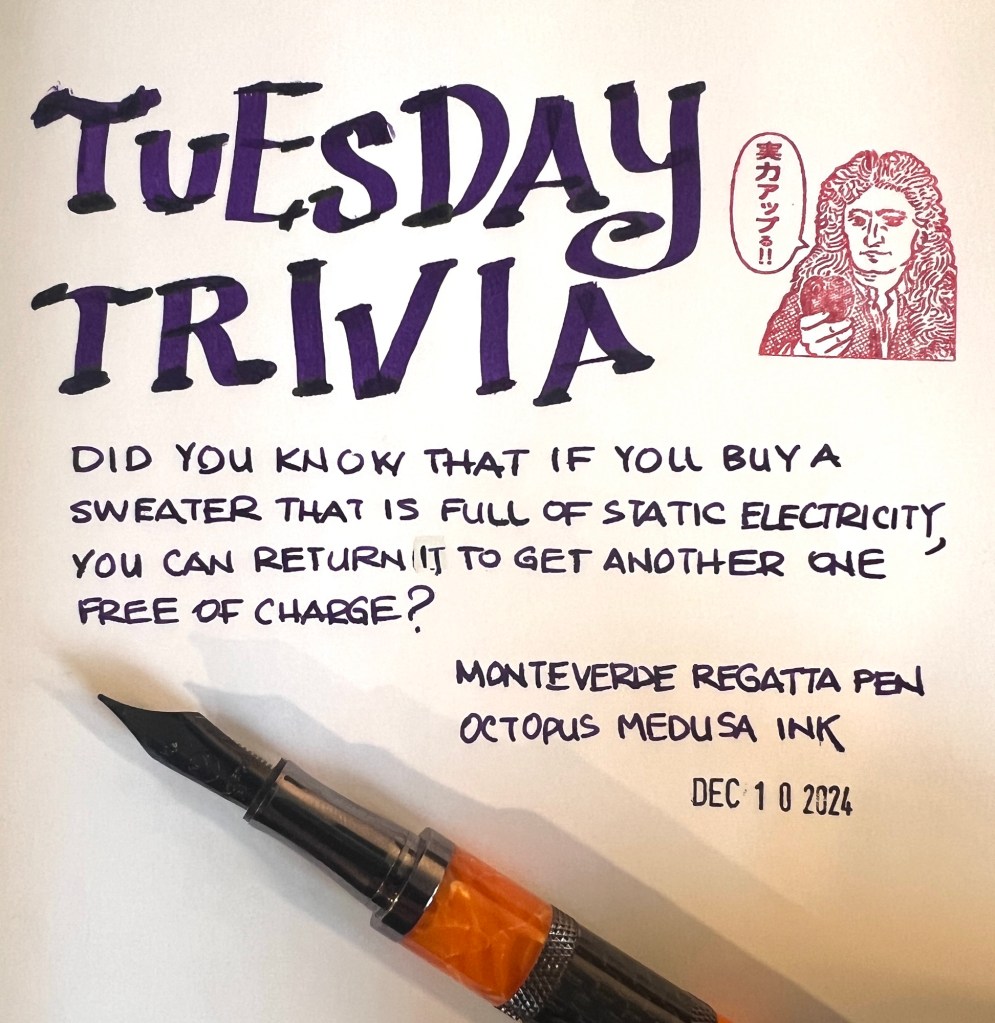 TUESDAY
TRIVIA
実力アップる!!
DID YOU KNOW THAT IF YOU BUY A
SWEATER THAT IS FULL OF STATIC ELECTRICITY,
YOU CAN RETURN IT TO GET ANOTHER ONE
FREE OF CHARGE?
MONTEVERDE REGATTA PEN
OCTOPUS MEDUSA INK
DEC 10 2024